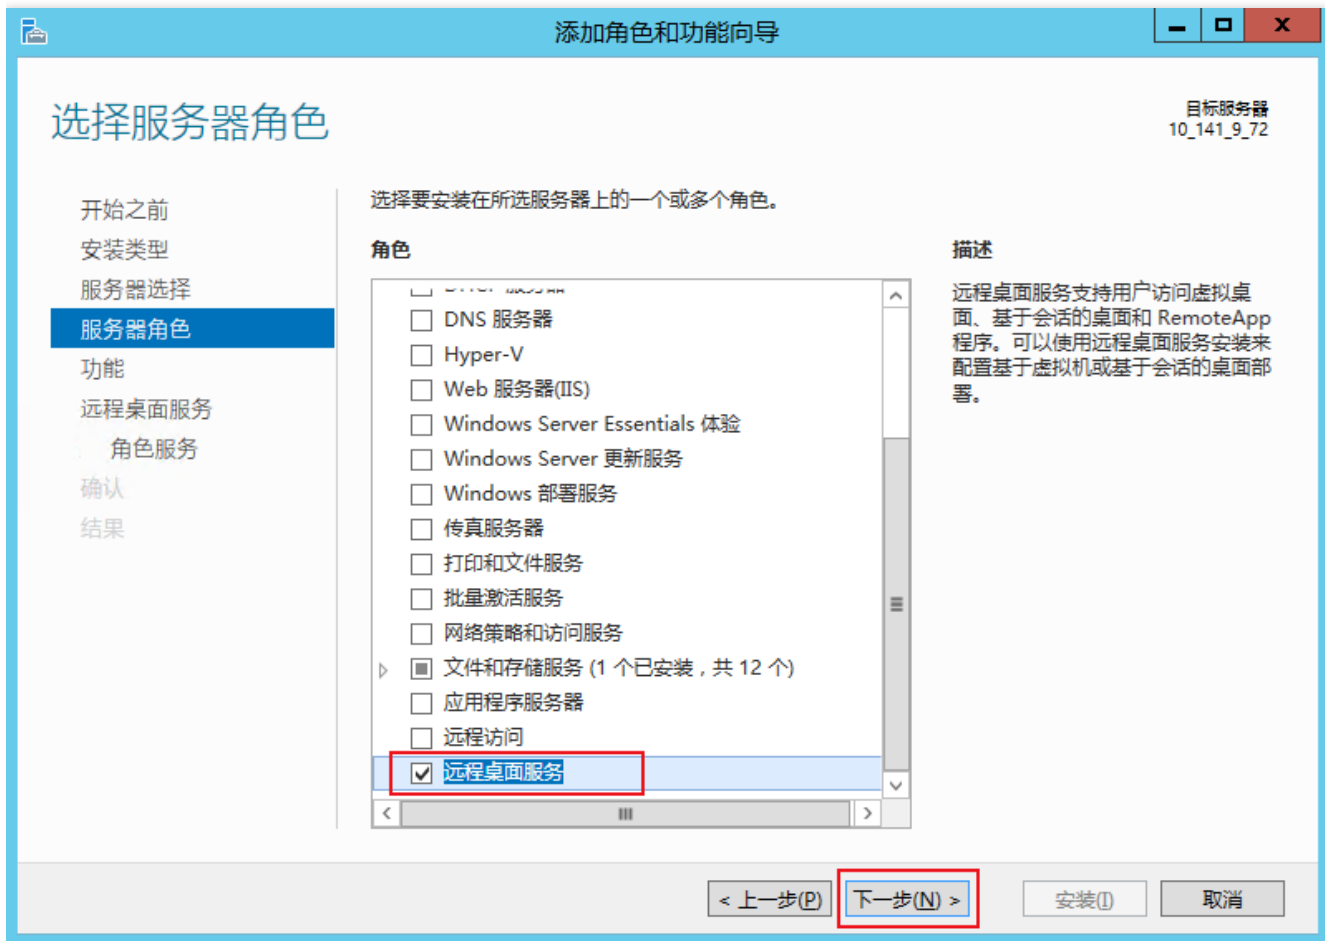 添加角色和功能向导
选择服务器角色
目标服务器
10_141_9_72
开始之前
安装类型
服务器选择
服务器角色
功能
远程桌面服务
角色服务
确认
结果
选择要安装在所选服务器上的一个或多个角色。
角色
DHCP 服务器
DNS 服务器
Hyper-V
Web 服务器(IIS)
Windows Server Essentials 体验
Windows Server 更新服务
Windows 部署服务
传真服务器
打印和文件服务
批量激活服务
网络策略和访问服务
文件和存储服务 (1 个已安装，共 12 个)
应用程序服务器
远程访问
远程桌面服务
描述
远程桌面服务支持用户访问虚拟桌
面、基于会话的桌面和 RemoteApp
程序。可以使用远程桌面服务安装来
配置基于虚拟机或基于会话的桌面部
署。
< 上一步(P)
下一步(N) >
安装(I)
取消